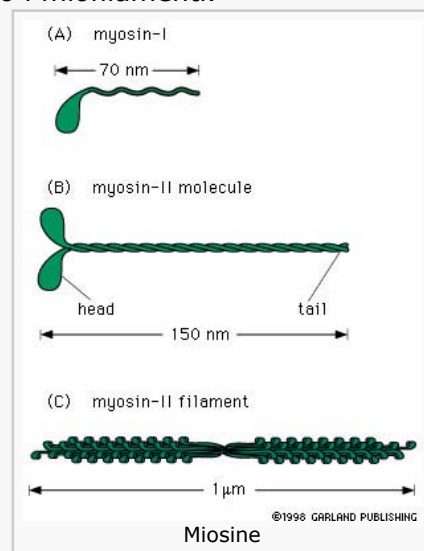 (A) myosin-I
70 nm
(B) myosin-II molecule
head
tail
150 nm
(C) myosin-II filament
1 μm
©1998 GARLAND PUBLISHING
Miosine